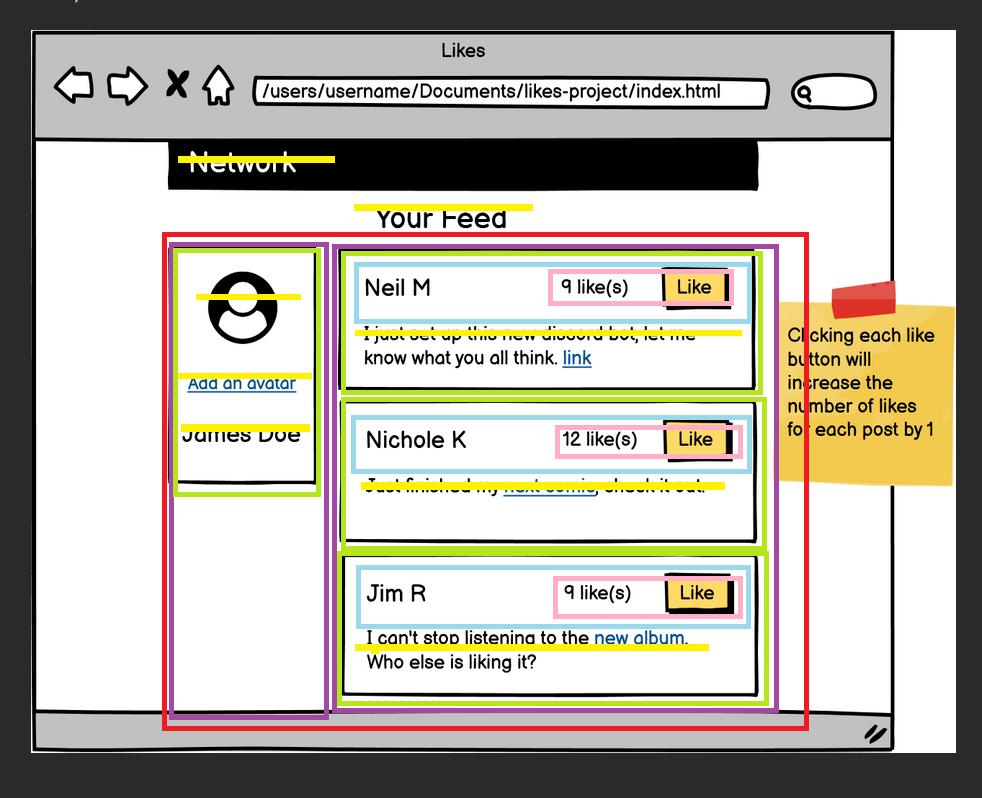 Likes
/users/username/Documents/likes-project/index.html
Network
Your Feed
Add an avatar
James Doe
Neil M
9 like(s)
Like
I just set up this new discord bot, let me
know what you all think. link
Nichole K
12 like(s)
Like
Just finished my next comic, check it out.
Jim R
9 like(s)
Like
I can't stop listening to the new album.
Who else is liking it?
Clicking each like
button will
increase the
number of likes
for each post by 1